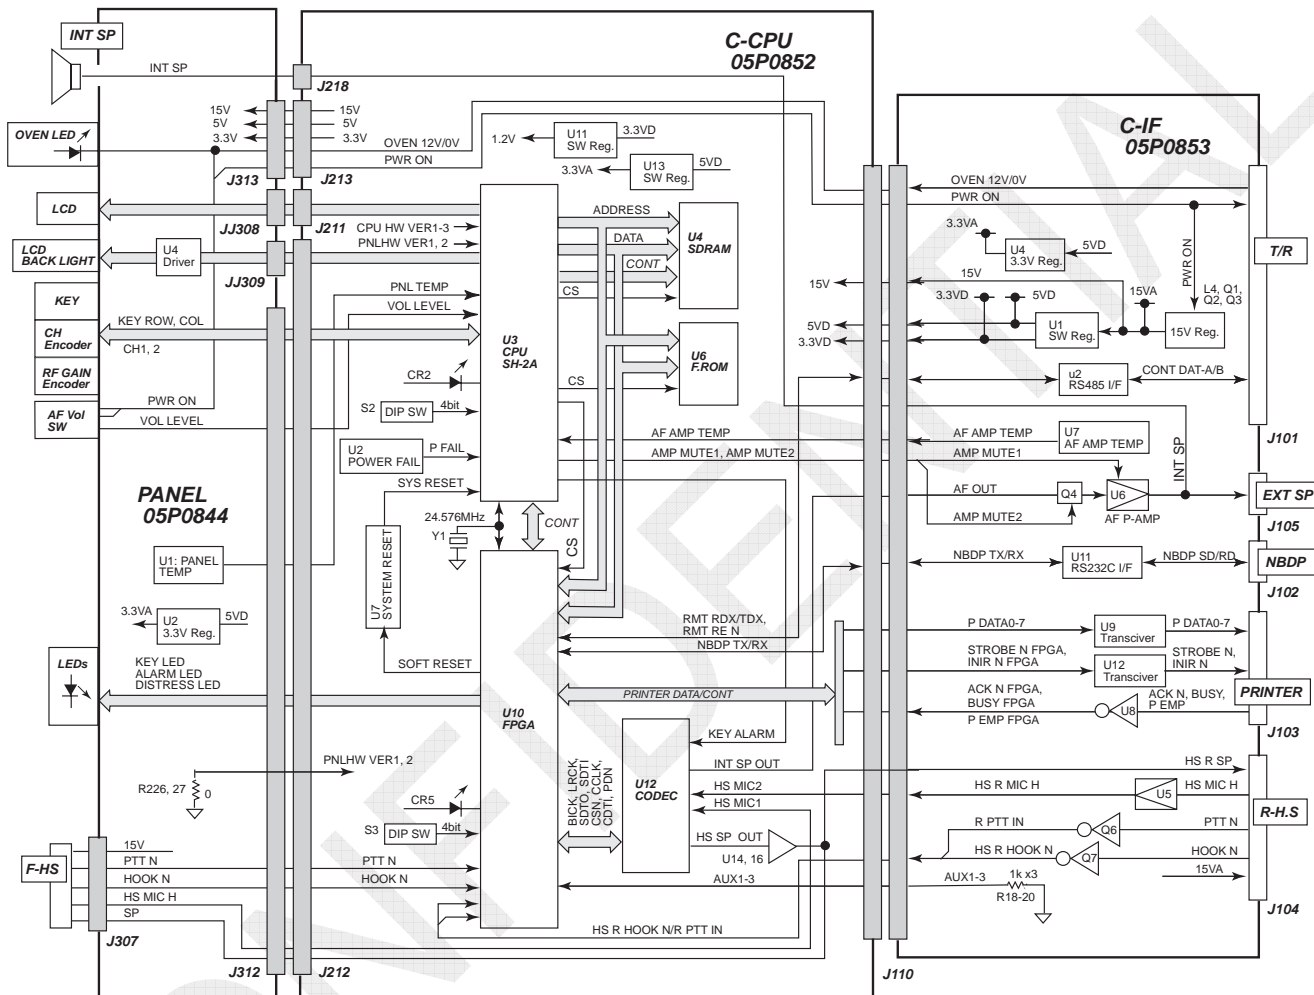 INT SP
INT SP
J218
C-CPU
05P0852
C-IF
05P0853
15V
5V
3.3V
15V
5V
3.3V
OVEN LED
OVEN 12V/0V
PWR ON
J313
J213
1.2V
U11
SW Reg.
3.3VD
3.3VA
U13
SW Reg.
5VD
OVEN 12V/0V
PWR ON
LCD
JJ308
J211
CPU HW VER1-3
PNLHW VER1, 2
ADDRESS
DATA
CONT
CS
U4
SDRAM
LCD
BACK LIGHT
U4
Driver
JJ309
3.3VA
U4
3.3V Reg.
5VD
PWR ON
T/R
L4, Q1,
Q2, Q3
15V
15V
3.3VD
5VD
15VA
5VD
3.3VD
U1
SW Reg.
15V Reg.
KEY
CH
Encoder
RF GAIN
Encoder
AF Vol
SW
PNL TEMP
VOL LEVEL
KEY ROW, COL
CH1, 2
U3
CPU
SH-2A
U6
F.ROM
CS
CR2
S2
DIP SW
4bit
u2
RS485 I/F
CONT DAT-A/B
PWR ON
VOL LEVEL
J101
U2
POWER FAIL
P FAIL
AF AMP TEMP
AMP MUTE1, AMP MUTE2
AF AMP TEMP
U7
AF AMP TEMP
AMP MUTE1
INT SP
SYS RESET
AF OUT
Q4
U6
AF P-AMP
AMP MUTE2
EXT SP
J105
PANEL
05P0844
24.576MHz
Y1
CONT
CS
U1: PANEL
TEMP
U7
SYSTEM RESET
NBDP TX/RX
U11
RS232C I/F
NBDP SD/RD
NBDP
J102
3.3VA
U2
3.3V Reg.
5VD
RMT RDX/TDX,
RMT RE N
NBDP TX/RX
P DATA0-7
U9
Transciver
P DATA0-7
STROBE N FPGA,
INIR N FPGA
U12
Transciver
STROBE N,
INIR N
LEDs
KEY LED
ALARM LED
DISTRESS LED
SOFT RESET
PRINTER DATA/CONT
ACK N FPGA,
BUSY FPGA
P EMP FPGA
U8
ACK N, BUSY,
P EMP
PRINTER
J103
U10
FPGA
KEY ALARM
INT SP OUT
PNLHW VER1, 2
R226, 27
0
BICK, LRCK,
SDTO, SDTI
CSN, CCLK,
CDTI, PDN
U12
CODEC
HS MIC2
HS MIC1
HS R SP
HS R MIC H
U5
HS MIC H
CR5
S3
DIP SW
4bit
HS SP OUT
U14, 16
R PTT IN
Q6
PTT N
R-H.S
HS R HOOK N
Q7
HOOK N
15VA
F-HS
15V
PTT N
HOOK N
HS MIC H
SP
PTT N
HOOK N
AUX1-3
AUX1-3
1k x3
R18-20
J104
J307
HS R HOOK N/R PTT IN
J312
J212
J110
CONFIDENTIAL